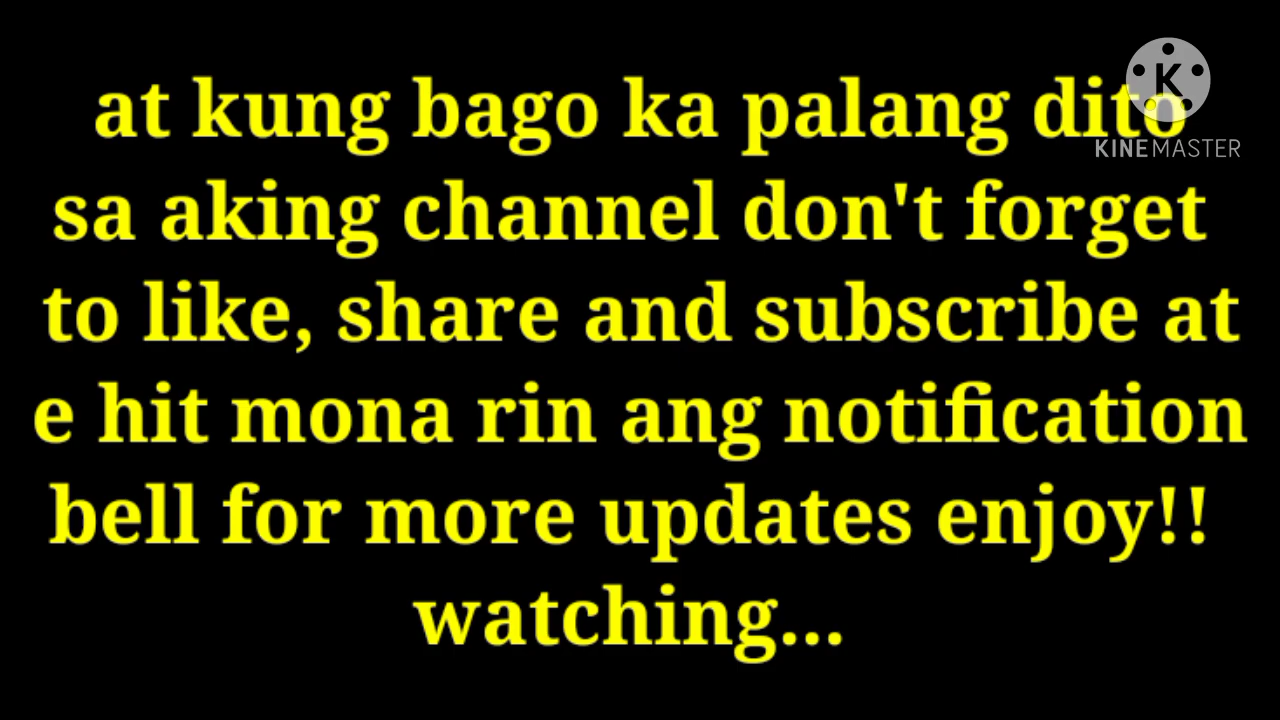 at kung bago ka palang dito
KINEMASTER
sa aking channel don't forget
to like, share and subscribe at
e hit mona rin ang notification
bell for more updates enjoy!!
watching...